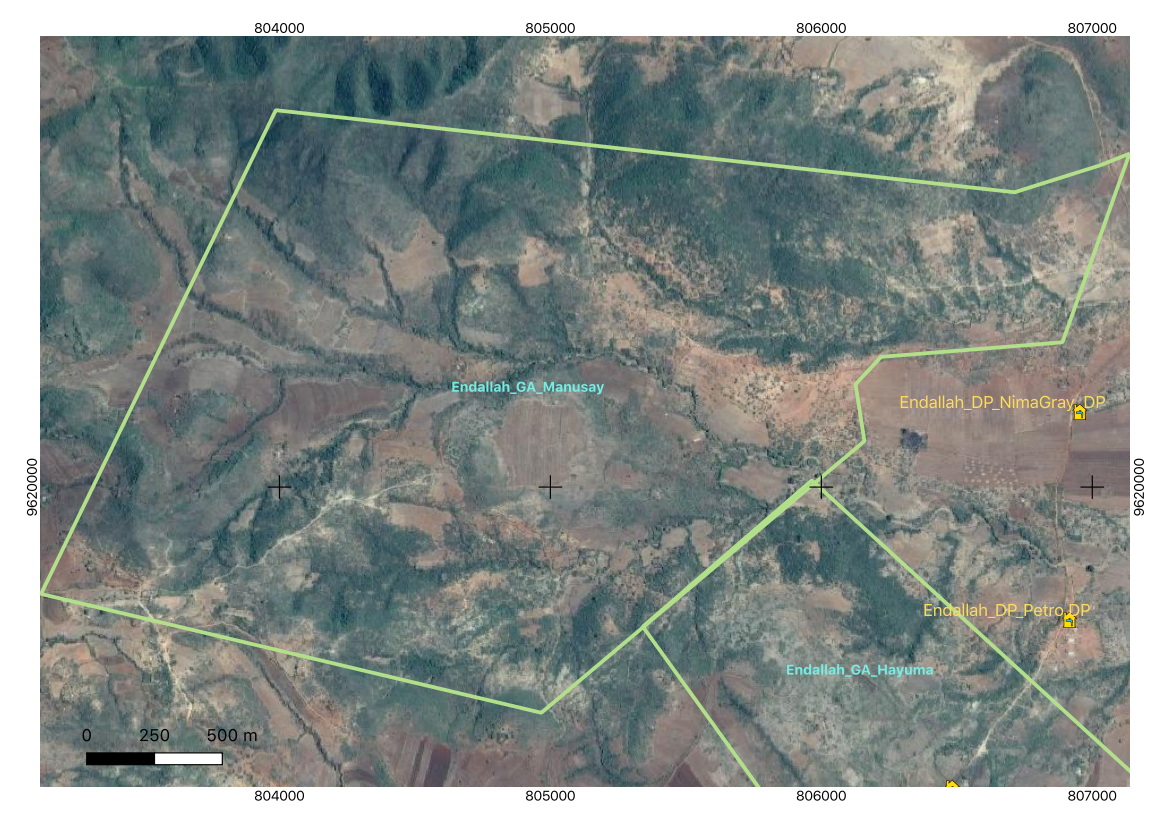 804000 805000 806000 807000
Endallah_GA_Manusay
Endallah_DP_NimaGray_DP
9620000 9620000
Endallah_DP_Petro_DP
Endallah_GA_Hayuma
0 250 500 m
804000 805000 806000 807000